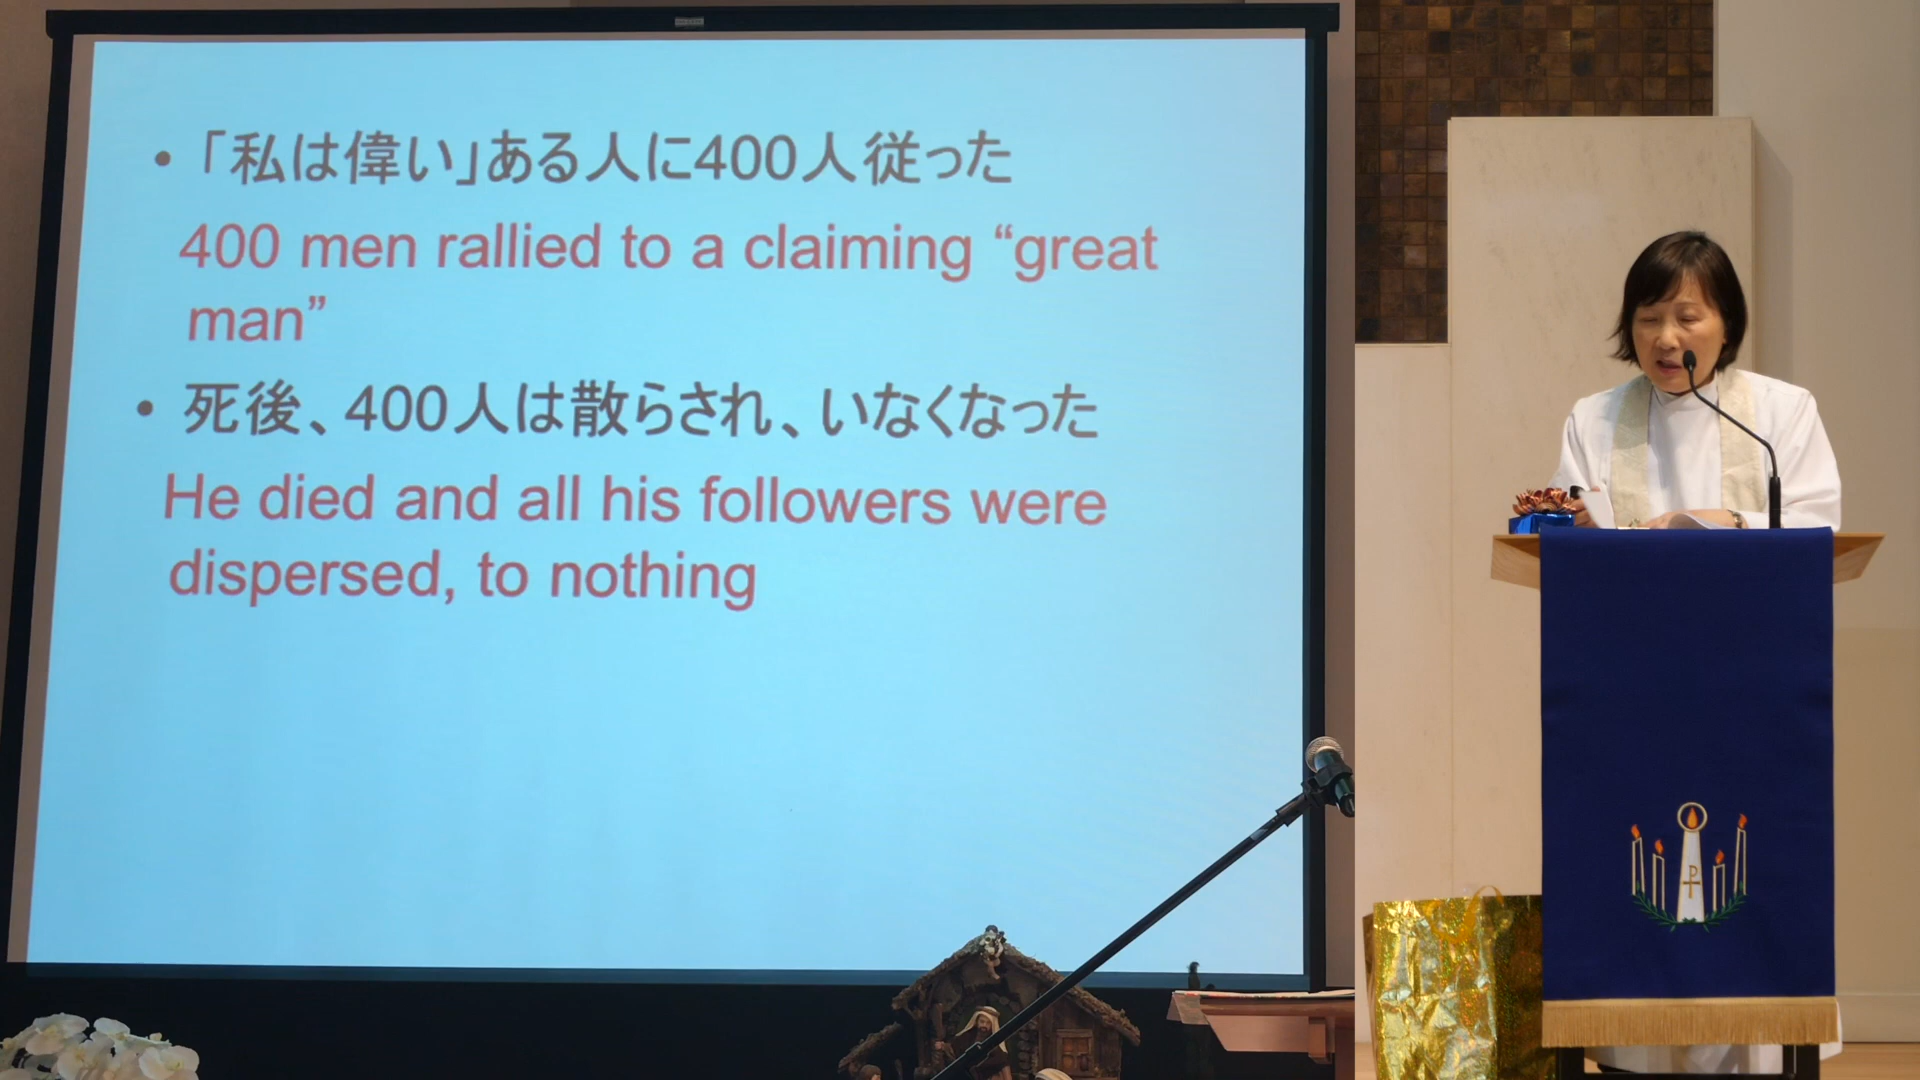 • 「私は偉い」ある人に400人従った
400 men rallied to a claiming “great
man”
• 死後、400人は散らされ、いなくなった
He died and all his followers were
dispersed, to nothing